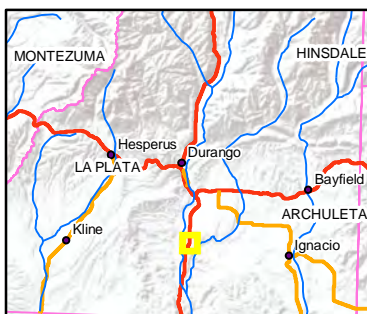 MONTEZUMA
HINSDALE
Hesperus
Durango
LA PLATA
Bayfield
ARCHULETA
Kline
Ignacio